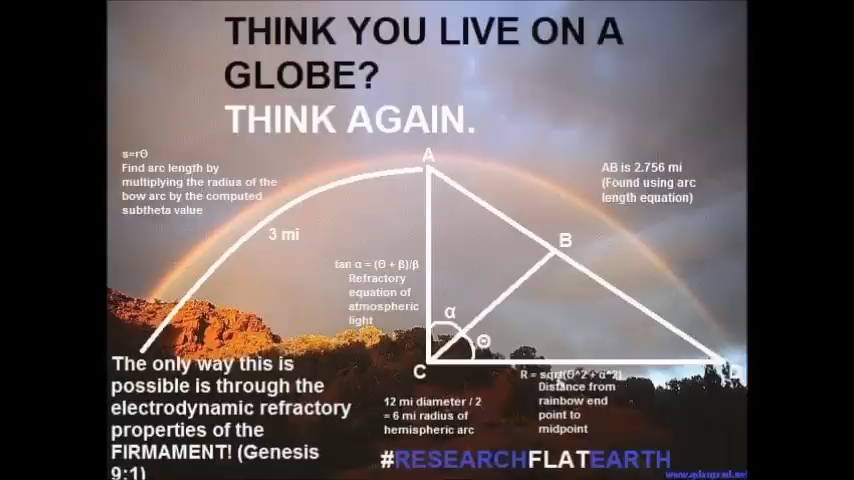 THINK YOU LIVE ON A
GLOBE?
THINK AGAIN.
s=rΘ
Find arc length by
multiplying the radius of the
bow arc by the computed
subtheta value
A
AB is 2.756 mi
(Found using arc
length equation)
3 mi
B
tan α = (Θ + β)/β
Refractory
equation of
atmospheric
light
α
Θ
C
D
The only way this is
possible is through the
electrodynamic refractory
properties of the
FIRMAMENT! (Genesis
9:1)
12 mi diameter / 2
= 6 mi radius of
hemispheric arc
R = sqrt(Θ^2 + α^2)
Distance from
rainbow end
point to
midpoint
#RESEARCHFLATEARTH